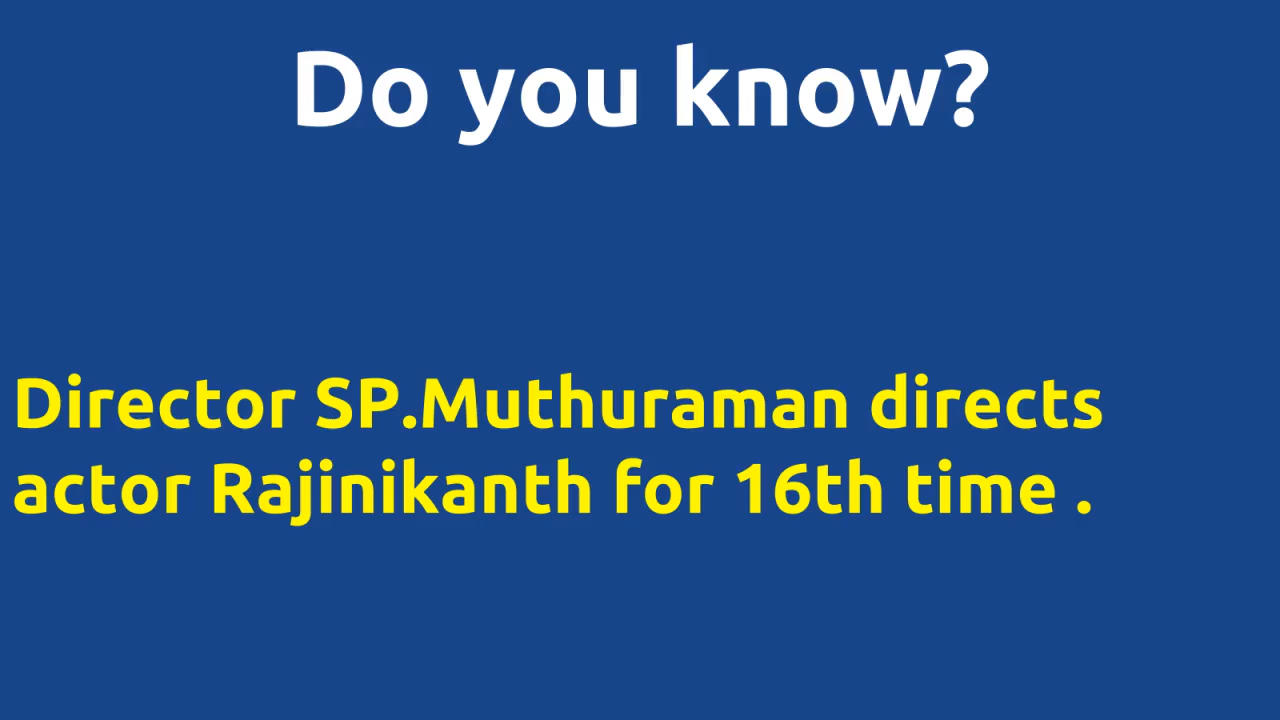 Do you know?
Director SP.Muthuraman directs
actor Rajinikanth for 16th time .